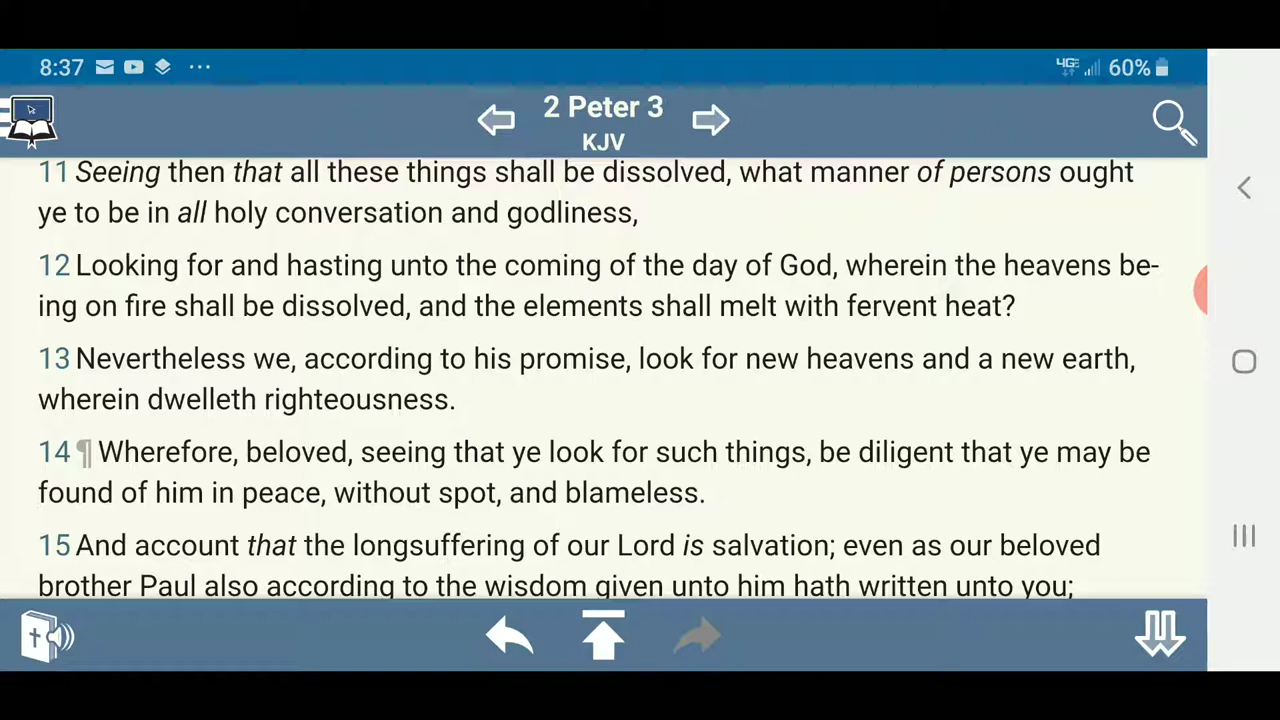 8:37 ... 4G 60%
2 Peter 3
KJV
11 Seeing then that all these things shall be dissolved, what manner of persons ought
ye to be in all holy conversation and godliness,
12 Looking for and hasting unto the coming of the day of God, wherein the heavens be-
ing on fire shall be dissolved, and the elements shall melt with fervent heat?
13 Nevertheless we, according to his promise, look for new heavens and a new earth,
wherein dwelleth righteousness.
14 ¶ Wherefore, beloved, seeing that ye look for such things, be diligent that ye may be
found of him in peace, without spot, and blameless.
15 And account that the longsuffering of our Lord is salvation; even as our beloved
brother Paul also according to the wisdom given unto him hath written unto you;